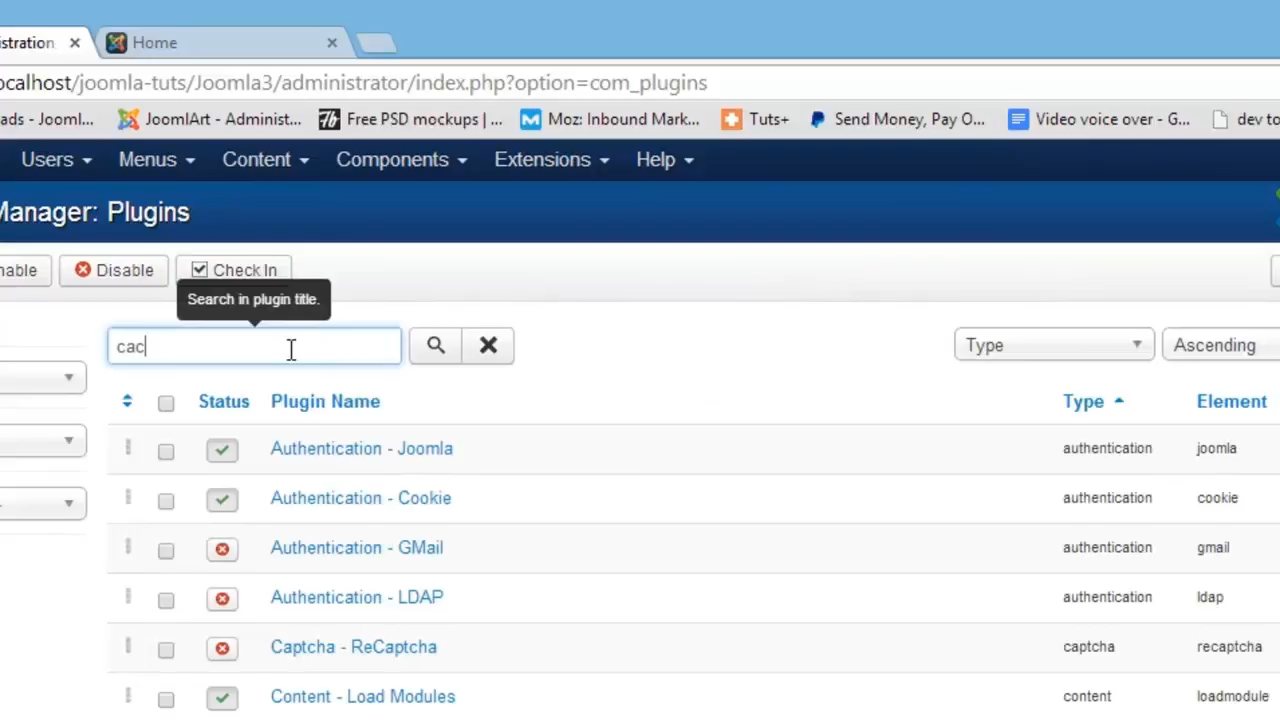 istration
Home
ocalhost/joomla-tuts/Joomla3/administrator/index.php?option=com_plugins
ads - Jooml...
JoomlArt - Administ...
Free PSD mockups | ...
Moz: Inbound Mark...
Tuts+
Send Money, Pay O...
Video voice over - G...
dev to
Users
Menus
Content
Components
Extensions
Help
Manager: Plugins
nable
Disable
Check In
Search in plugin title.
cac
Type
Ascending
Status
Plugin Name
Type
Element
Authentication - Joomla
authentication
joomla
Authentication - Cookie
authentication
cookie
Authentication - GMail
authentication
gmail
Authentication - LDAP
authentication
ldap
Captcha - ReCaptcha
captcha
recaptcha
Content - Load Modules
content
loadmodule